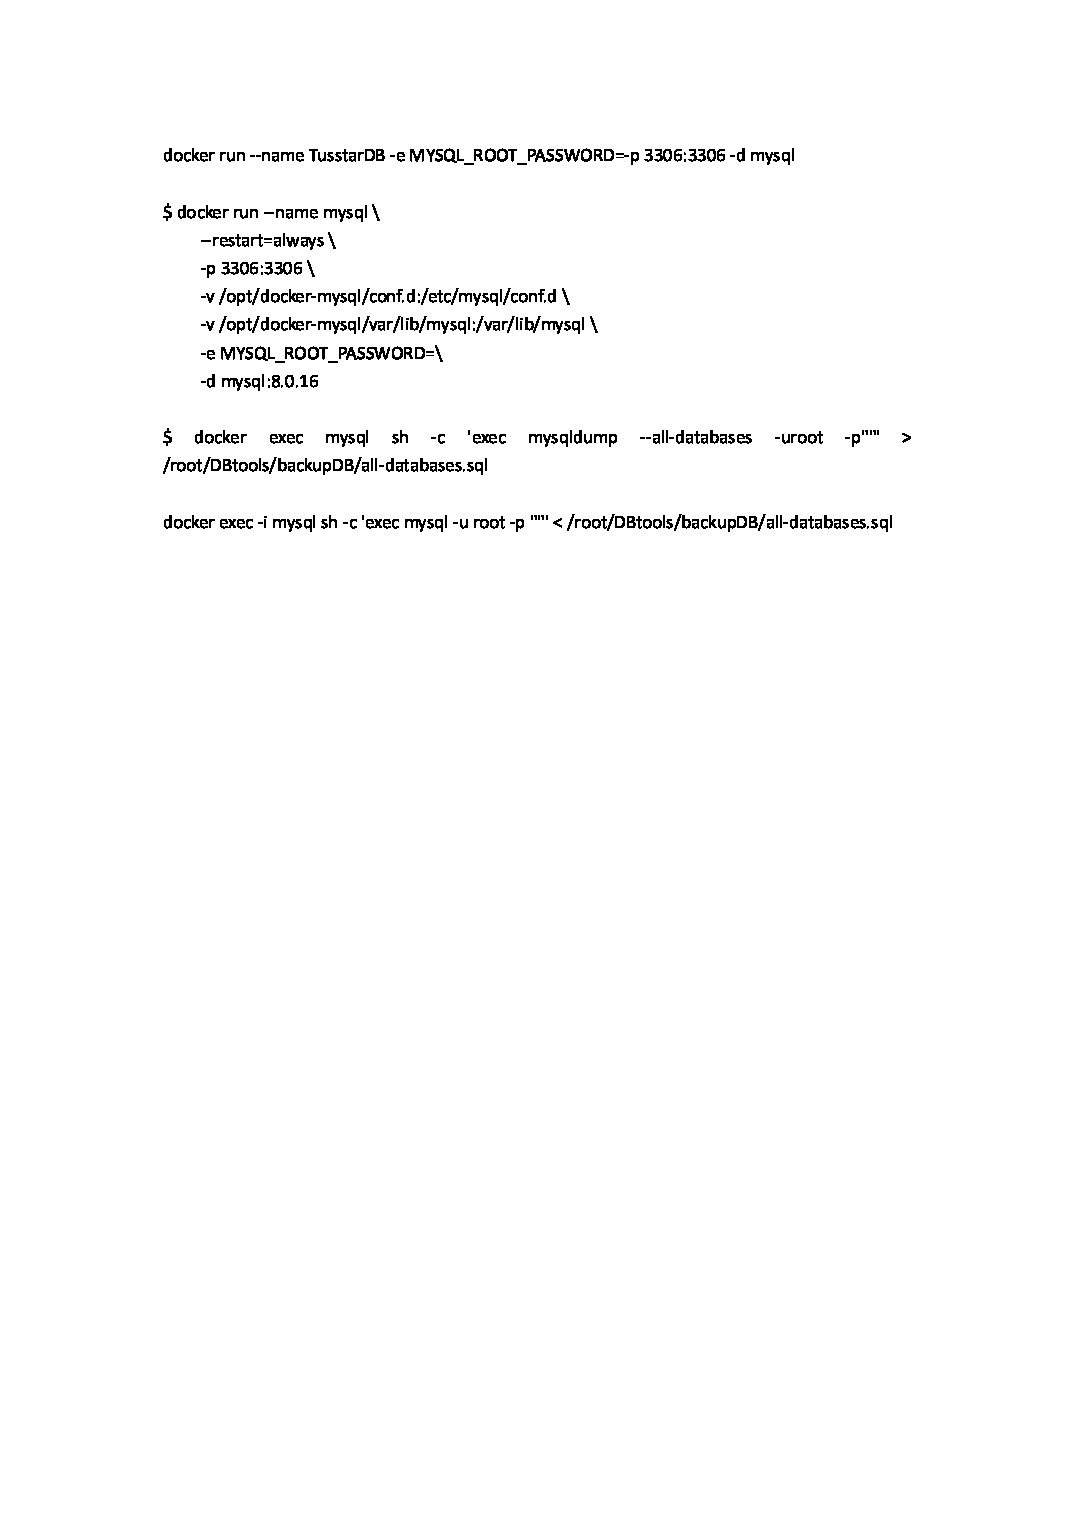 docker run --name TusstarDB -e MYSQL_ROOT_PASSWORD=-p 3306:3306 -d mysql
$ docker run –name mysql \
–restart=always \
-p 3306:3306 \
-v /opt/docker-mysql/conf.d:/etc/mysql/conf.d \
-v /opt/docker-mysql/var/lib/mysql:/var/lib/mysql \
-e MYSQL_ROOT_PASSWORD=\
-d mysql:8.0.16
$ docker exec mysql sh -c 'exec mysqldump --all-databases -uroot -p""' >
/root/DBtools/backupDB/all-databases.sql
docker exec -i mysql sh -c 'exec mysql -u root -p ""' < /root/DBtools/backupDB/all-databases.sql